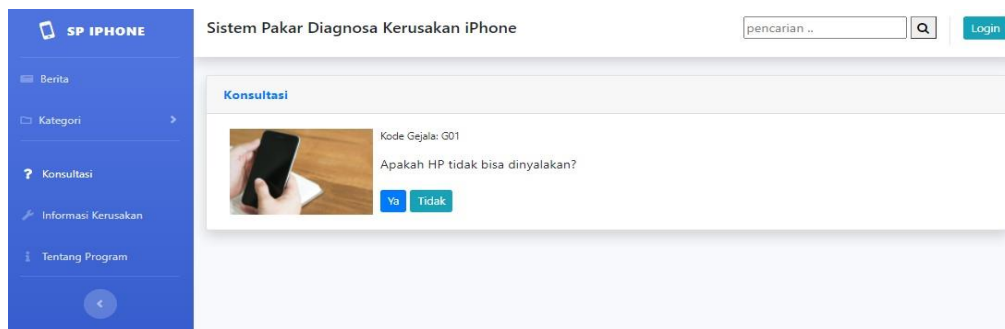 SP IPHONE
Sistem Pakar Diagnosa Kerusakan iPhone
pencarian ..
Login
Berita
Kategori
Konsultasi
Informasi Kerusakan
Tentang Program
Konsultasi
Kode Gejala: G01
Apakah HP tidak bisa dinyalakan?
Ya Tidak